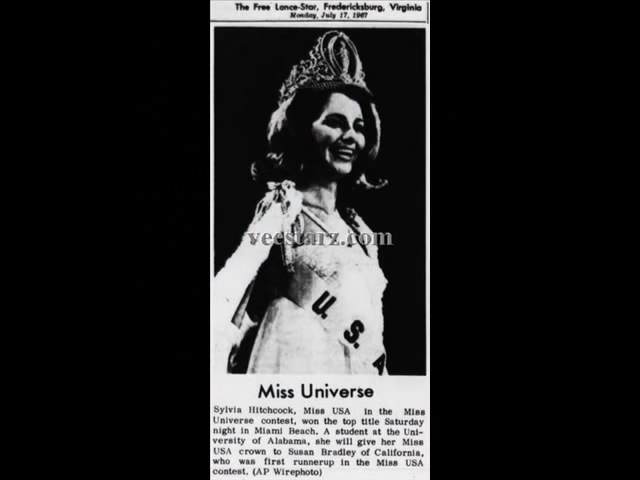 The Free Lance-Star, Fredericksburg, Virginia
Monday, July 17, 1967
veestarz.com
U. S. A
Miss Universe
Sylvia Hitchcock, Miss USA in the Miss
Universe contest, won the top title Saturday
night in Miami Beach. A student at the Uni-
versity of Alabama, she will give her Miss
USA crown to Susan Bradley of California,
who was first runnerup in the Miss USA
contest. (AP Wirephoto)